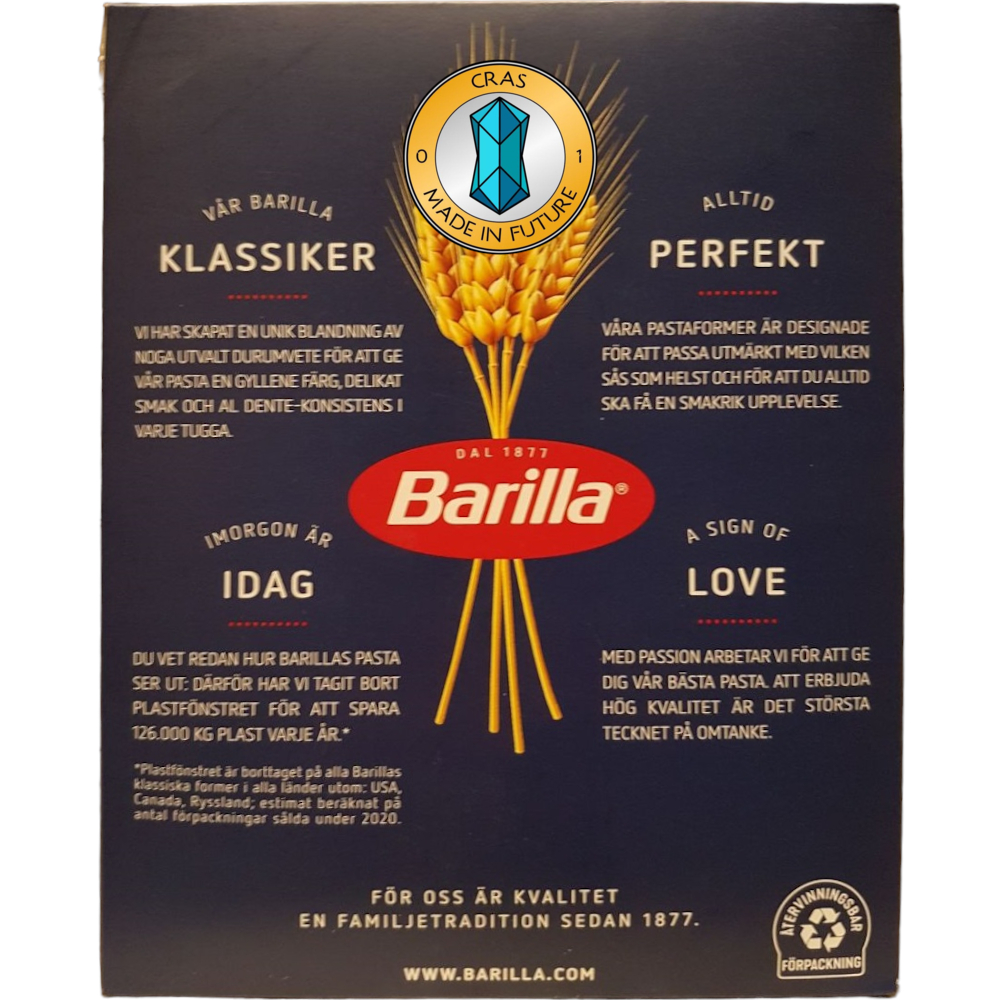 CRAS
0 1
MADE IN FUTURE
VÅR BARILLA
KLASSIKER
VI HAR SKAPAT EN UNIK BLANDNING AV
NOGA UTVALT DURUMVETE FÖR ATT GE
VÅR PASTA EN GYLLENE FÄRG, DELIKAT
SMAK OCH AL DENTE-KONSISTENS I
VARJE TUGGA.
ALLTID
PERFEKT
VÅRA PASTAFORMER ÄR DESIGNADE
FÖR ATT PASSA UTMÄRKT MED VILKEN
SÅS SOM HELST OCH FÖR ATT DU ALLTID
SKA FÅ EN SMAKRIK UPPLEVELSE.
DAL 1877
Barilla®
IMORGON ÄR
IDAG
DU VET REDAN HUR BARILLAS PASTA
SER UT: DÄRFÖR HAR VI TAGIT BORT
PLASTFÖNSTRET FÖR ATT SPARA
126.000 KG PLAST VARJE ÅR.*
*Plastfönstret är borttaget på alla Barillas
klassiska former i alla länder utom: USA,
Canada, Ryssland; estimat beräknat på
antal förpackningar sålda under 2020.
A SIGN OF
LOVE
MED PASSION ARBETAR VI FÖR ATT GE
DIG VÅR BÄSTA PASTA. ATT ERBJUDA
HÖG KVALITET ÄR DET STÖRSTA
TECKNET PÅ OMTANKE.
FÖR OSS ÄR KVALITET
EN FAMILJETRADITION SEDAN 1877.
WWW.BARILLA.COM
ÅTERVINNINGSBAR
FÖRPACKNING